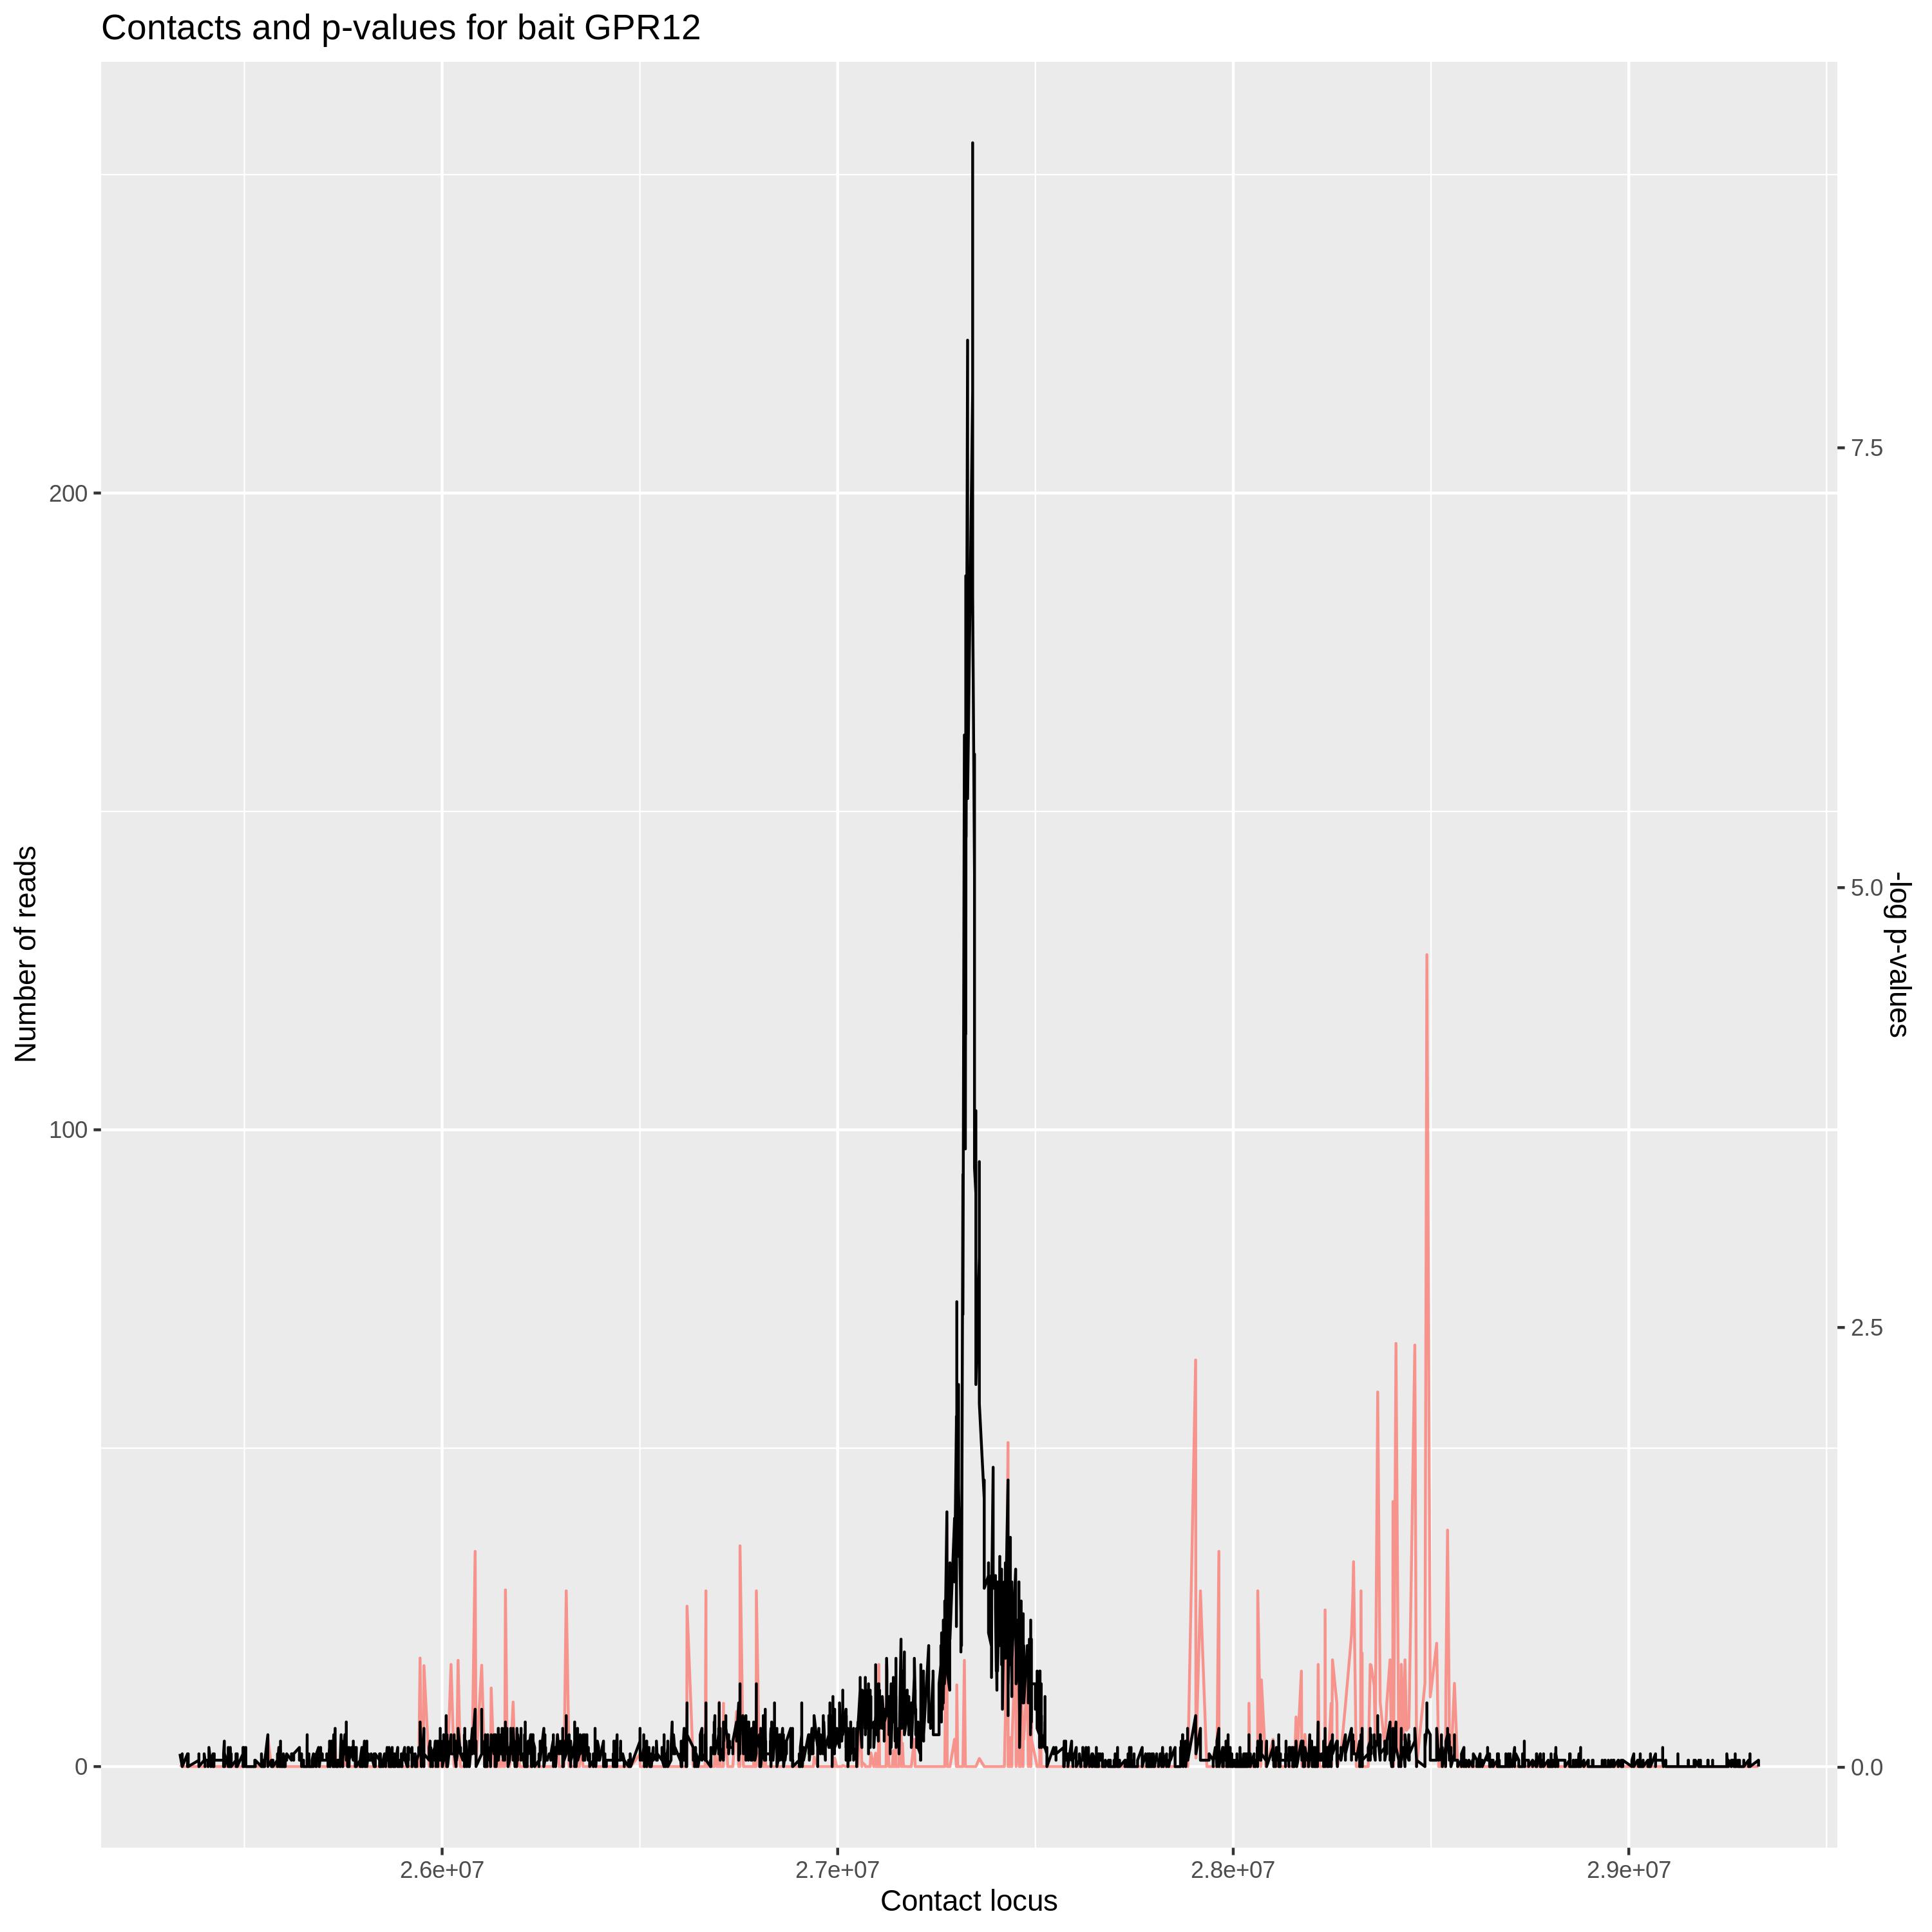 Contacts and p-values for bait GPR12
Number of reads
200
100
0
7.5
5.0
2.5
0.0
-log p-values
2.6e+07
2.7e+07
2.8e+07
2.9e+07
Contact locus